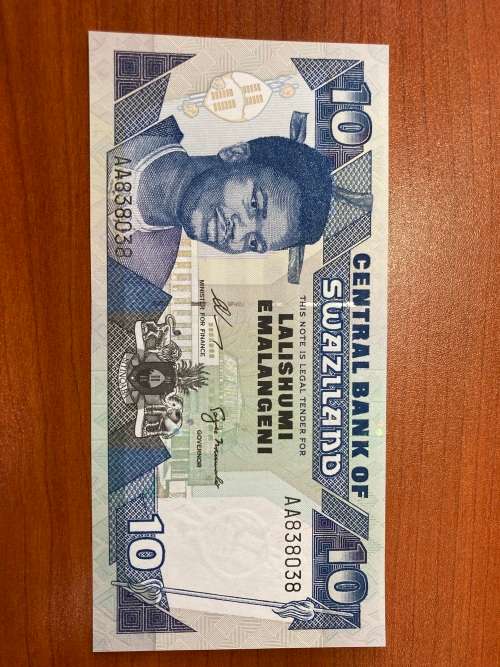 10
CENTRAL BANK OF
SWAZILAND
10
THIS NOTE IS LEGAL TENDER FOR
LALISHUMI
EMALANGENI
AA838038
MINISTER FOR FINANCE
GOVERNOR
AA838038
10